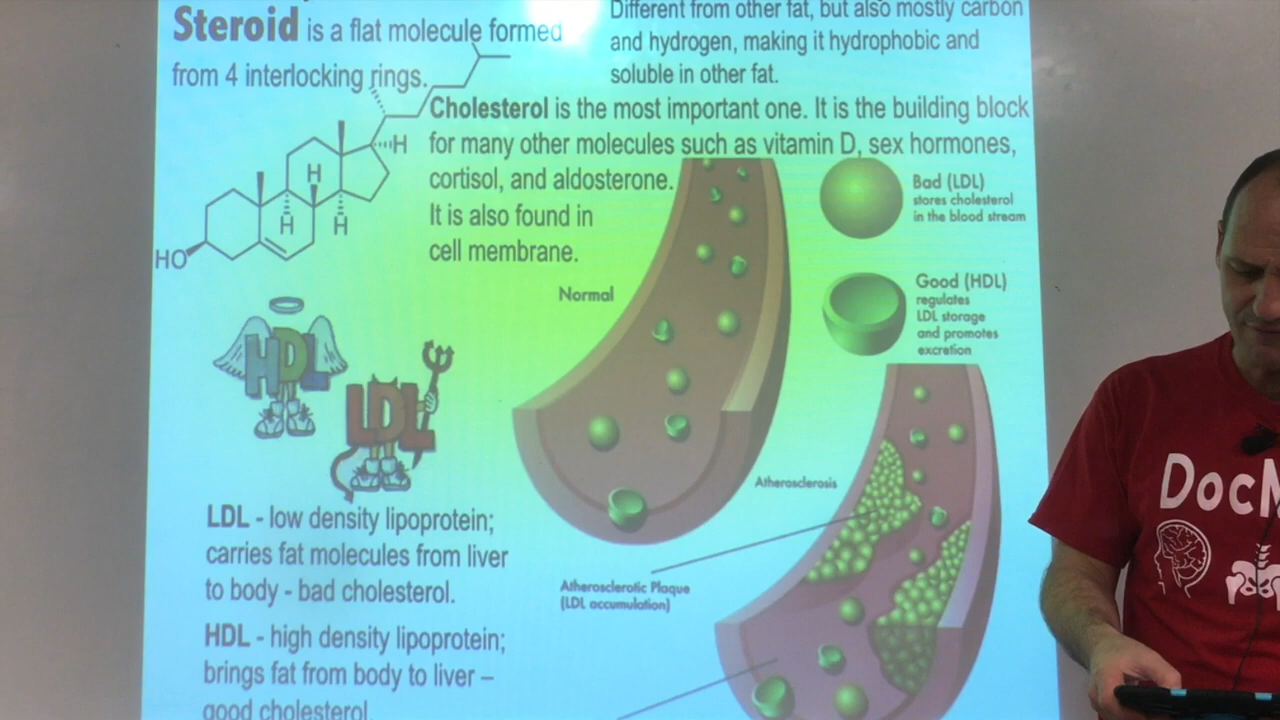 Steroid is a flat molecule formed
from 4 interlocking rings.
Different from other fat, but also mostly carbon
and hydrogen, making it hydrophobic and
soluble in other fat.
Cholesterol is the most important one. It is the building block
for many other molecules such as vitamin D, sex hormones,
cortisol, and aldosterone.
It is also found in
cell membrane.
H
H
H
H
HO
Normal
Bad (LDL)
stores cholesterol
in the blood stream
Good (HDL)
regulates
LDL storage
and promotes
excretion
HDL
LDL
Atherosclerosis
Atherosclerotic Plaque
(LDL accumulation)
LDL - low density lipoprotein;
carries fat molecules from liver
to body - bad cholesterol.
HDL - high density lipoprotein;
brings fat from body to liver –
good cholesterol.
Doc